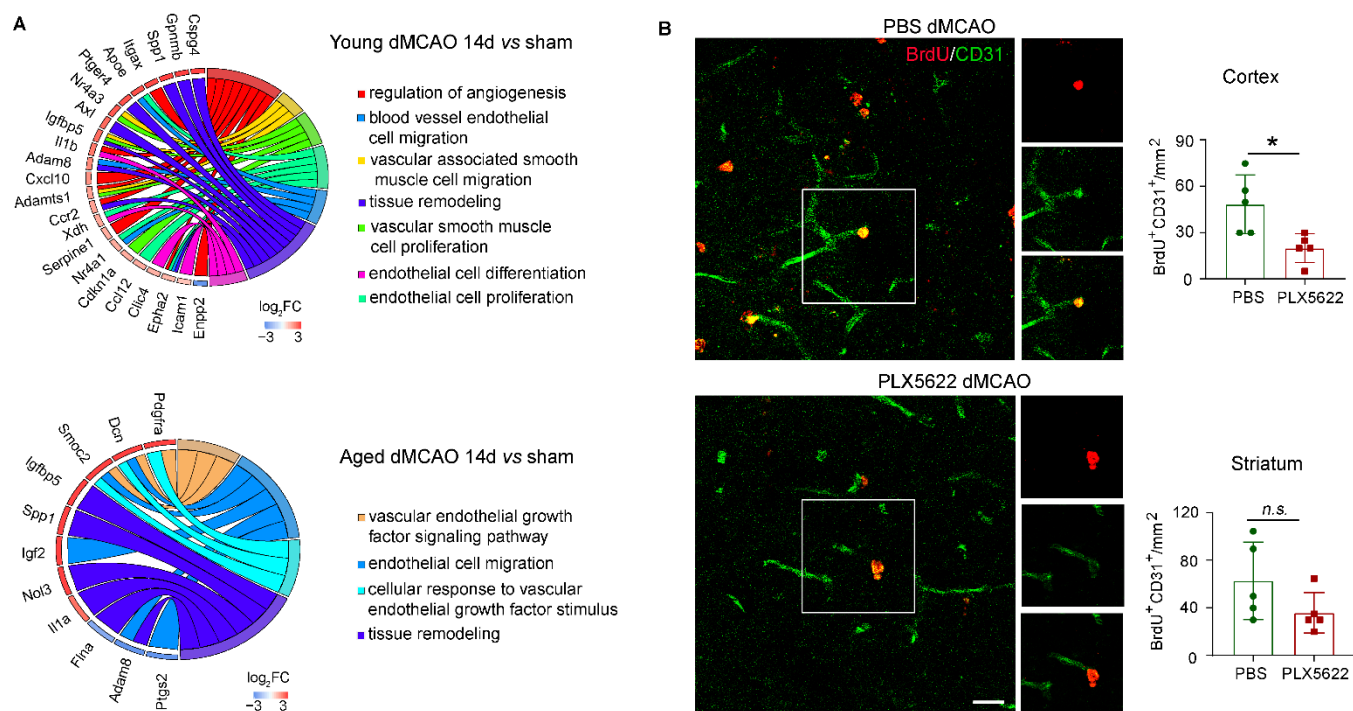 A
Cspg4
Gpnmb
Spp1
Itgax
Apoe
Ptger4
Nr4a3
Axl
Igfbp5
Il1b
Adam8
Cxcl10
Adamts1
Ccr2
Xdh
Serpine1
Nr4a1
Cdkn1a
Ccl12
Clic4
Epha2
Icam1
Enpp2
Young dMCAO 14d vs sham
regulation of angiogenesis
blood vessel endothelial
cell migration
vascular associated smooth
muscle cell migration
tissue remodeling
vascular smooth muscle
cell proliferation
endothelial cell differentiation
endothelial cell proliferation
log2FC
−3 3
Pdgfra
Dcn
Smoc2
Igfbp5
Spp1
Igf2
Nol3
Il1a
Flna
Adam8
Ptgs2
Aged dMCAO 14d vs sham
vascular endothelial growth
factor signaling pathway
endothelial cell migration
cellular response to vascular
endothelial growth factor stimulus
tissue remodeling
log2FC
−3 3
B
PBS dMCAO
BrdU/CD31
PLX5622 dMCAO
Cortex
BrdU+ CD31+/mm2
90
60
30
0
*
PBS PLX5622
Striatum
BrdU+ CD31+/mm2
120
80
40
0
n.s.
PBS PLX5622